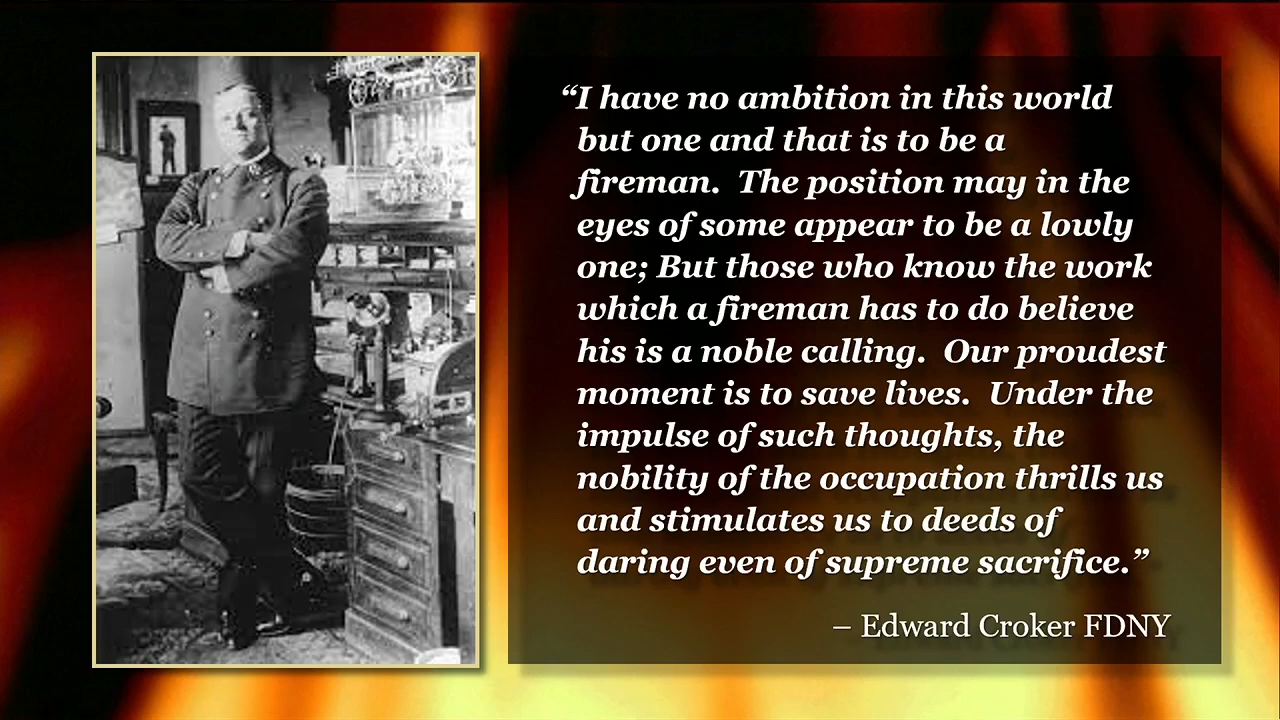 “I have no ambition in this world
but one and that is to be a
fireman.  The position may in the
eyes of some appear to be a lowly
one; But those who know the work
which a fireman has to do believe
his is a noble calling.  Our proudest
moment is to save lives.  Under the
impulse of such thoughts, the
nobility of the occupation thrills us
and stimulates us to deeds of
daring even of supreme sacrifice.”
– Edward Croker FDNY